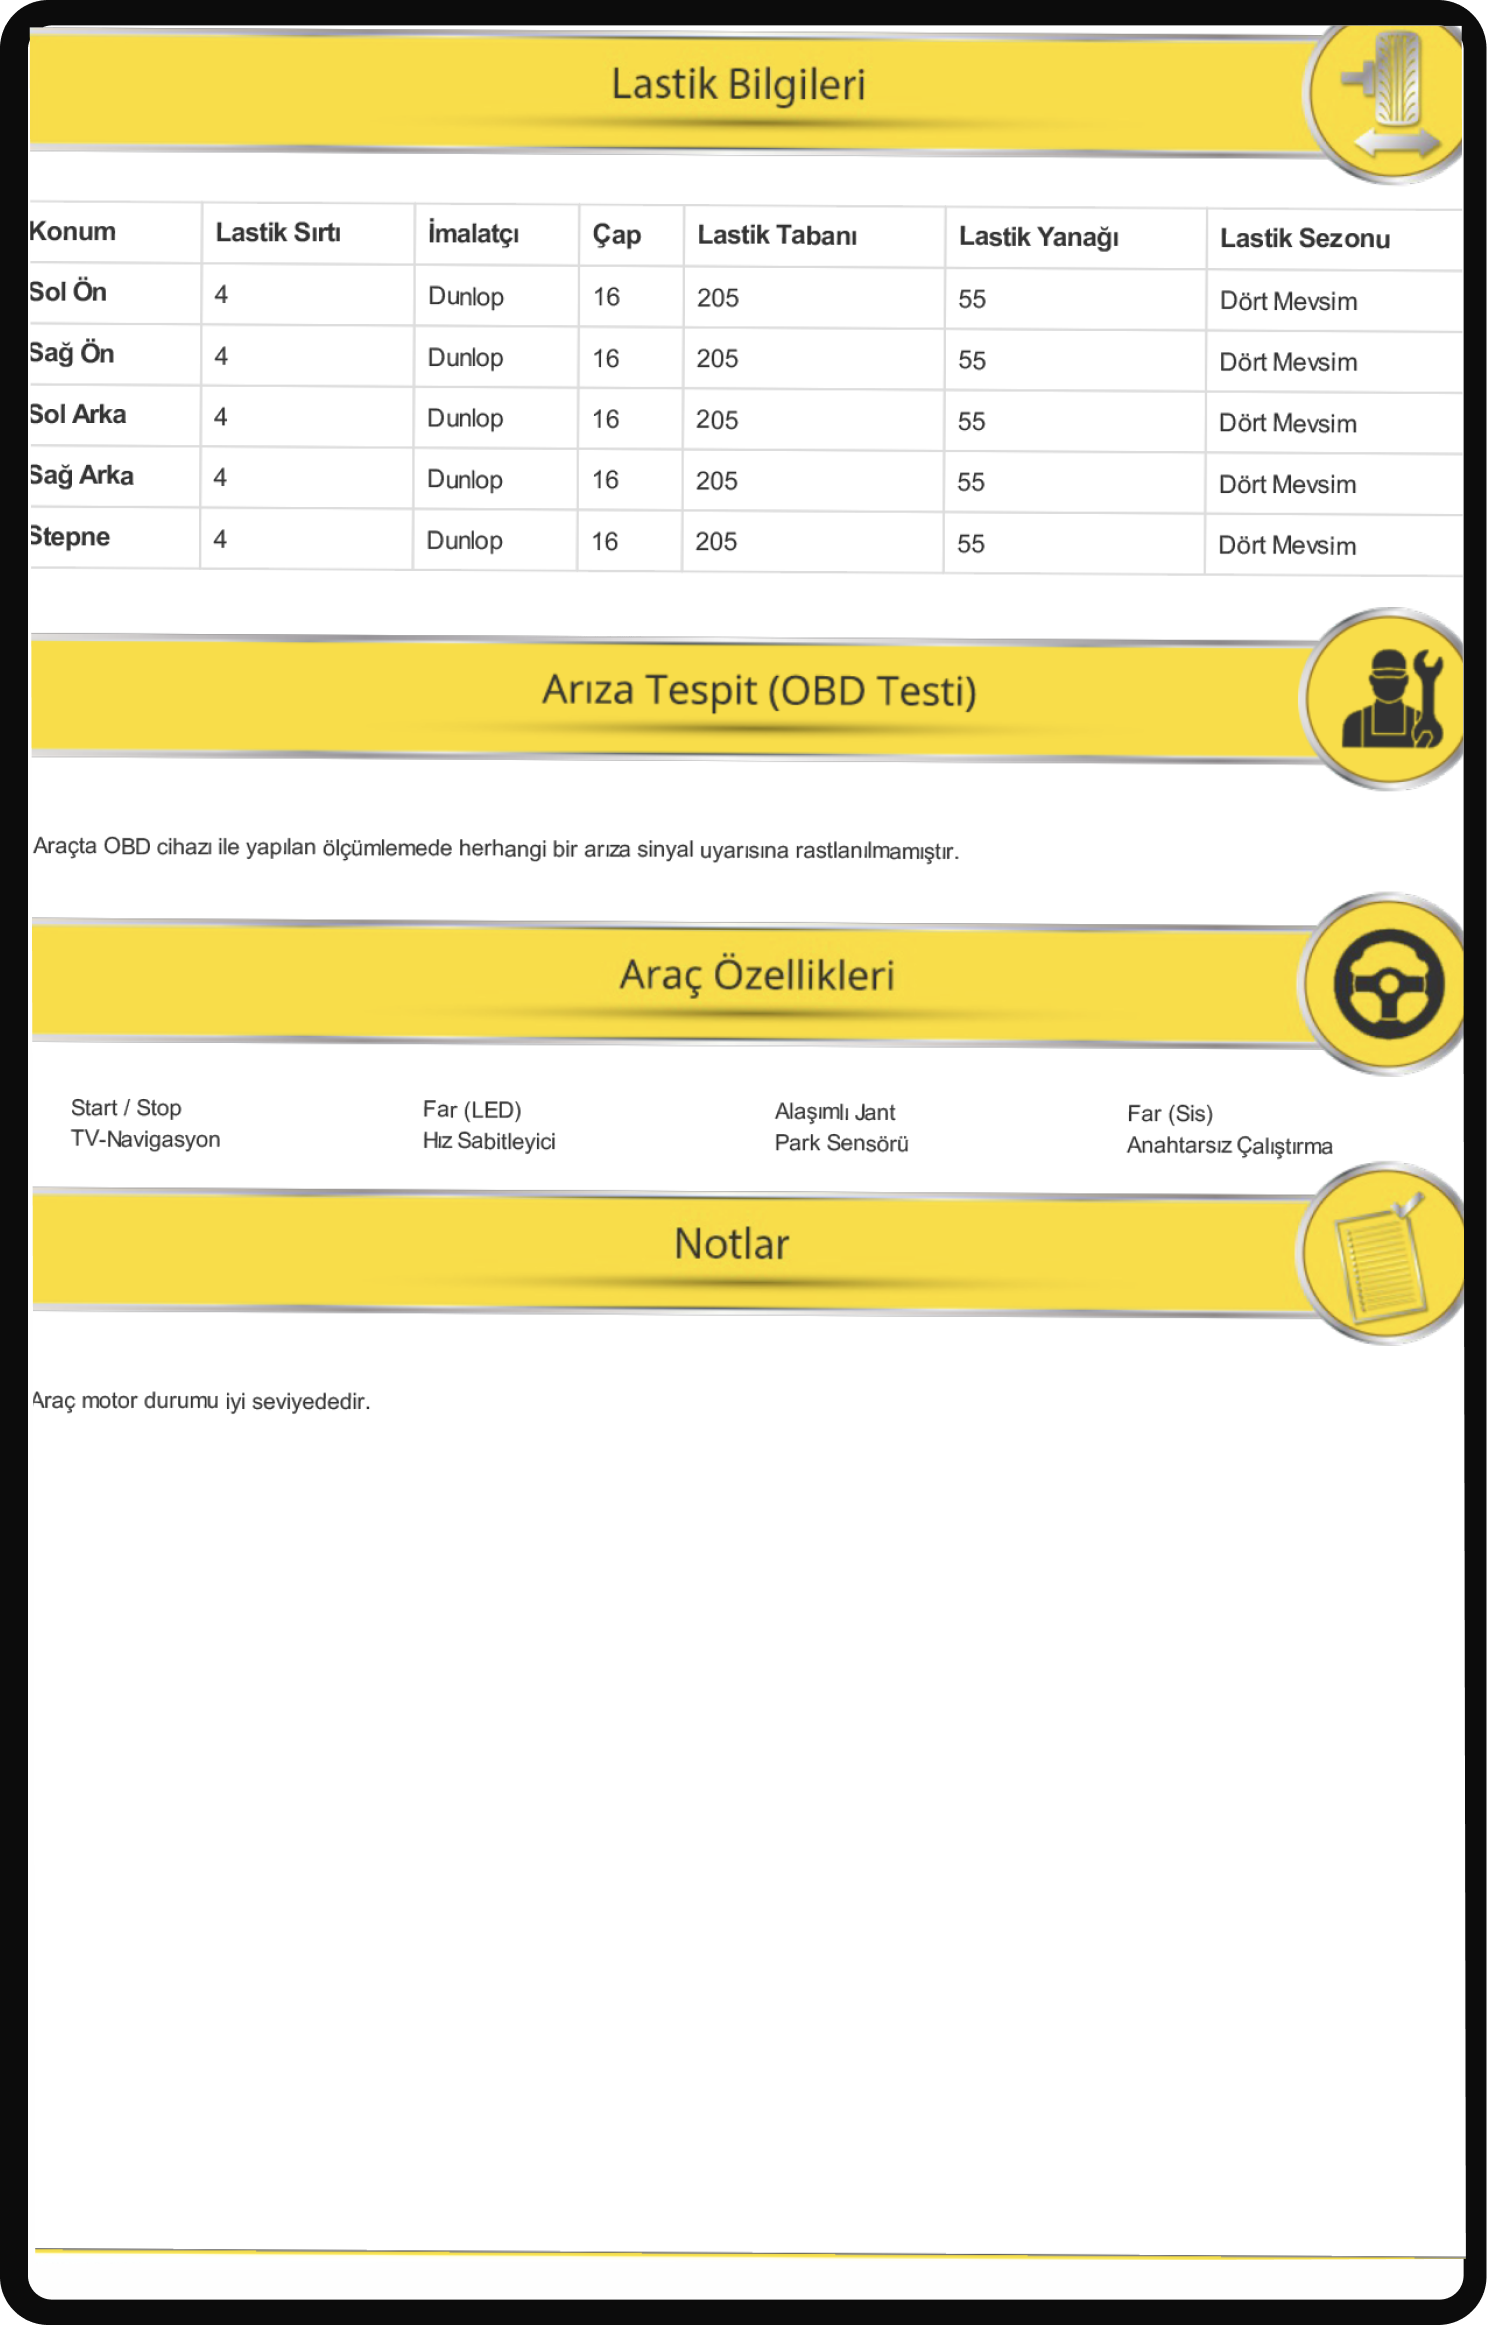 Lastik Bilgileri
Konum Lastik Sırtı İmalatçı Çap Lastik Tabanı Lastik Yanağı Lastik Sezonu
Sol Ön 4 Dunlop 16 205 55 Dört Mevsim
Sağ Ön 4 Dunlop 16 205 55 Dört Mevsim
Sol Arka 4 Dunlop 16 205 55 Dört Mevsim
Sağ Arka 4 Dunlop 16 205 55 Dört Mevsim
Stepne 4 Dunlop 16 205 55 Dört Mevsim
Arıza Tespit (OBD Testi)
Araçta OBD cihazı ile yapılan ölçümlemede herhangi bir arıza sinyal uyarısına rastlanılmamıştır.
Araç Özellikleri
Start / Stop Far (LED) Alaşımlı Jant Far (Sis)
TV-Navigasyon Hız Sabitleyici Park Sensörü Anahtarsız Çalıştırma
Notlar
Araç motor durumu iyi seviyededir.